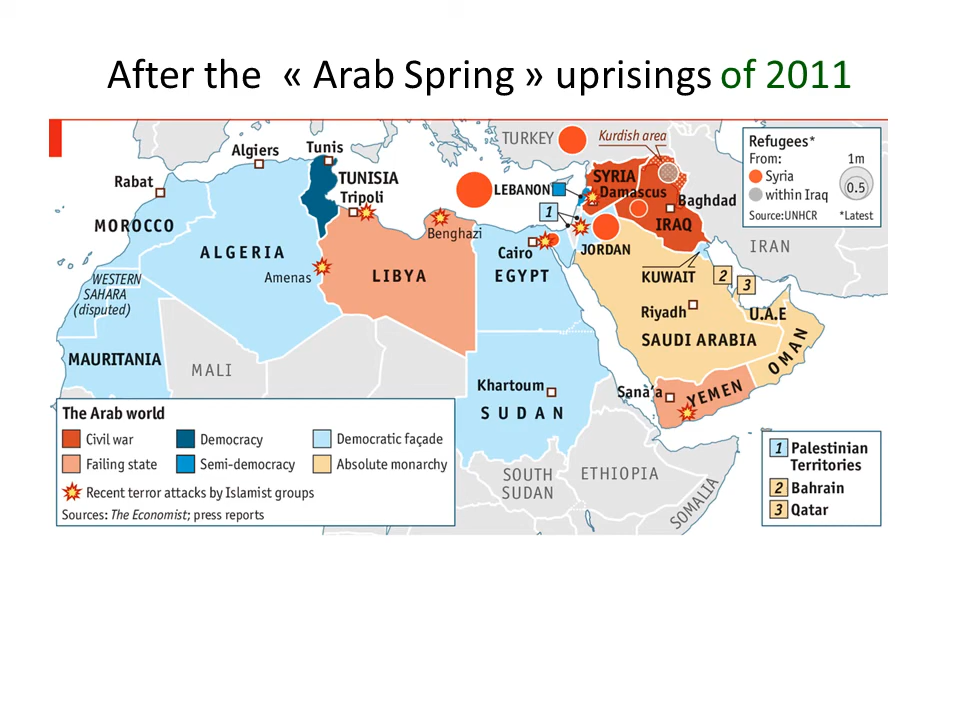 After the « Arab Spring » uprisings of 2011
TURKEY
Kurdish area
Refugees*
From:
1m
Syria
0.5
within Iraq
Source:UNHCR
*Latest
Algiers
Tunis
Rabat
TUNISIA
Tripoli
LEBANON
SYRIA
Damascus
Baghdad
MOROCCO
1
Benghazi
IRAQ
IRAN
ALGERIA
Cairo
JORDAN
Amenas
LIBYA
EGYPT
KUWAIT
2
3
WESTERN
SAHARA
(disputed)
Riyadh
U.A.E
SAUDI ARABIA
OMAN
MAURITANIA
MALI
Khartoum
SUDAN
Sanà'a
YEMEN
The Arab world
Civil war
Democracy
Democratic façade
Failing state
Semi-democracy
Absolute monarchy
Recent terror attacks by Islamist groups
Sources: The Economist; press reports
SOUTH
SUDAN
ETHIOPIA
SOMALIA
1 Palestinian
Territories
2 Bahrain
3 Qatar